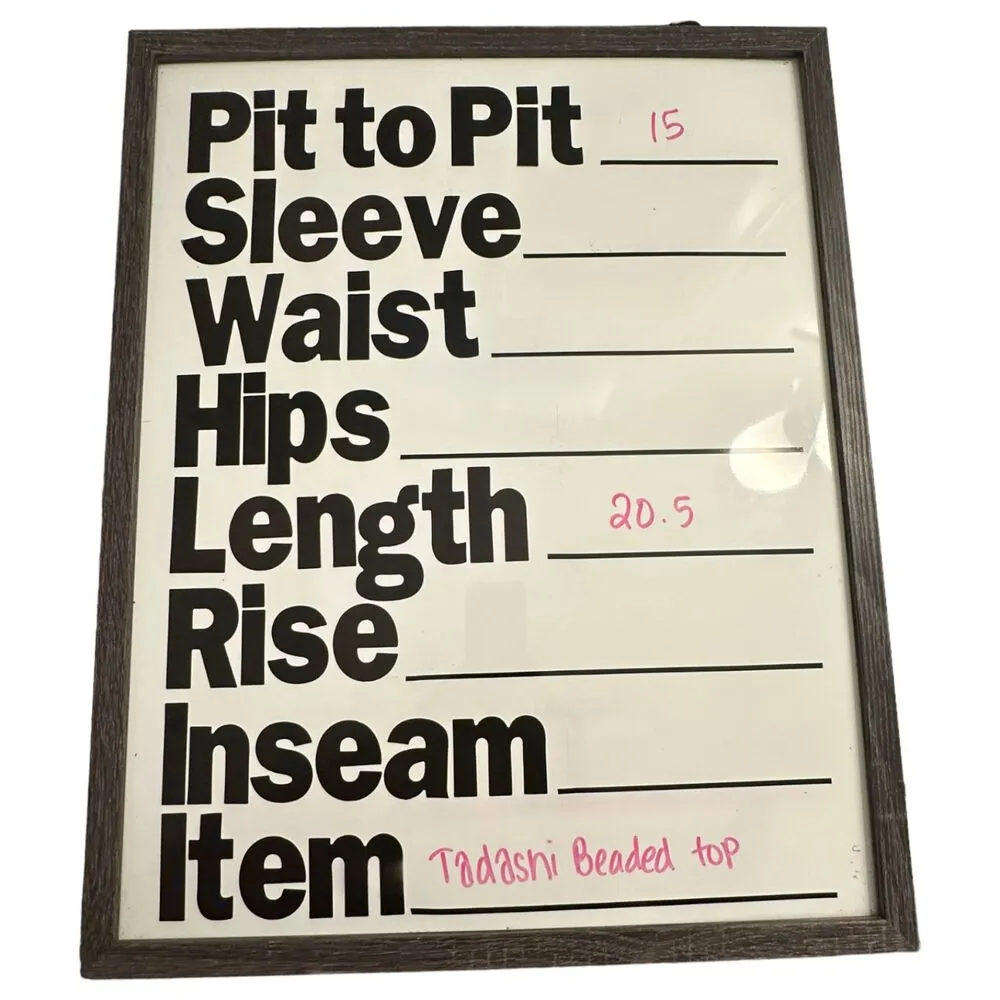 Pit to Pit 15
Sleeve
Waist
Hips
Length 20.5
Rise
Inseam
Item Tadashi Beaded top